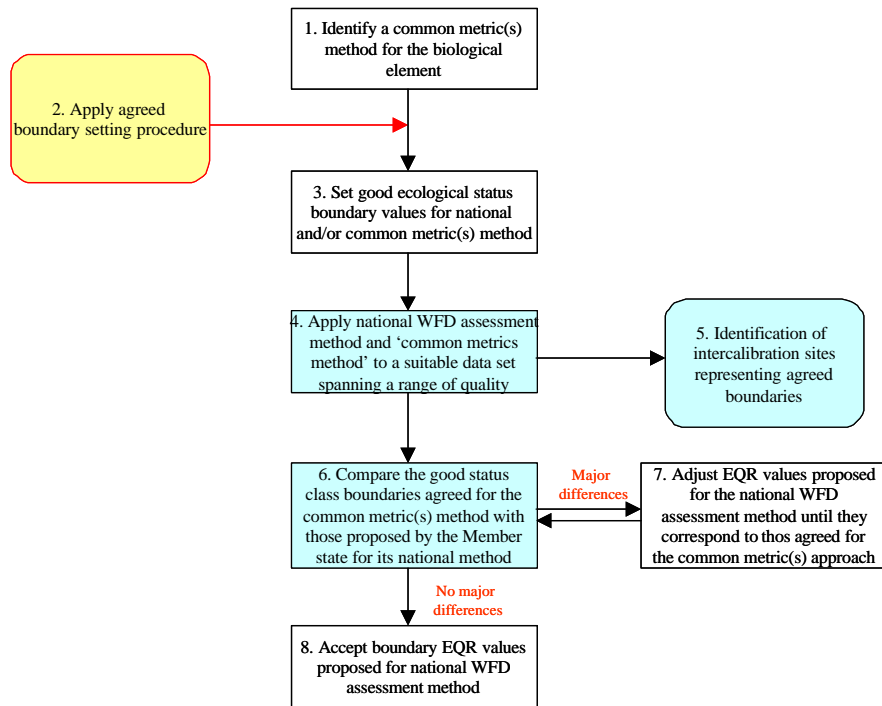 1. Identify a common metric(s)
method for the biological
element
2. Apply agreed
boundary setting procedure
3. Set good ecological status
boundary values for national
and/or common metric(s) method
4. Apply national WFD assessment
method and ‘common metrics
method’ to a suitable data set
spanning a range of quality
5. Identification of
intercalibration sites
representing agreed
boundaries
6. Compare the good status
class boundaries agreed for the
common metric(s) method with
those proposed by the Member
state for its national method
Major
differences
7. Adjust EQR values proposed
for the national WFD
assessment method until they
correspond to thos agreed for
the common metric(s) approach
No major
differences
8. Accept boundary EQR values
proposed for national WFD
assessment method